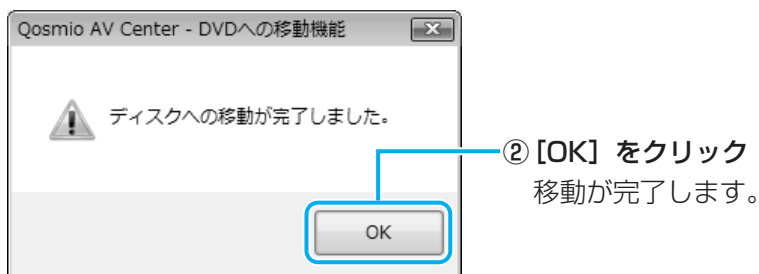 Qosmio AV Center - DVDへの移動機能
ディスクへの移動が完了しました。
OK
② [OK] をクリック
移動が完了します。